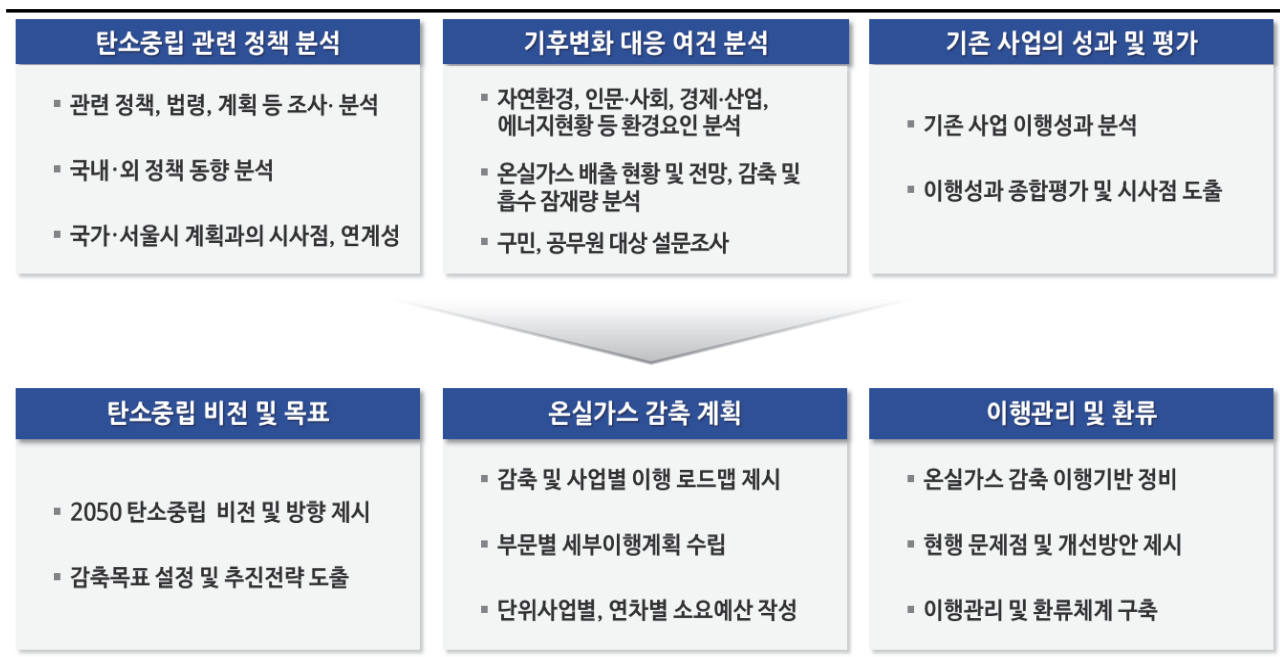 탄소중립 관련 정책 분석
▪ 관련 정책, 법령, 계획 등 조사· 분석
▪ 국내·외 정책 동향 분석
▪ 국가·서울시 계획과의 시사점, 연계성
기후변화 대응 여건 분석
▪ 자연환경, 인문·사회, 경제·산업,
에너지현황 등 환경요인 분석
▪ 온실가스 배출 현황 및 전망, 감축 및
흡수 잠재량 분석
▪ 구민, 공무원 대상 설문조사
기존 사업의 성과 및 평가
▪ 기존 사업 이행성과 분석
▪ 이행성과 종합평가 및 시사점 도출
탄소중립 비전 및 목표
▪ 2050 탄소중립 비전 및 방향 제시
▪ 감축목표 설정 및 추진전략 도출
온실가스 감축 계획
▪ 감축 및 사업별 이행 로드맵 제시
▪ 부문별 세부이행계획 수립
▪ 단위사업별, 연차별 소요예산 작성
이행관리 및 환류
▪ 온실가스 감축 이행기반 정비
▪ 현행 문제점 및 개선방안 제시
▪ 이행관리 및 환류체계 구축